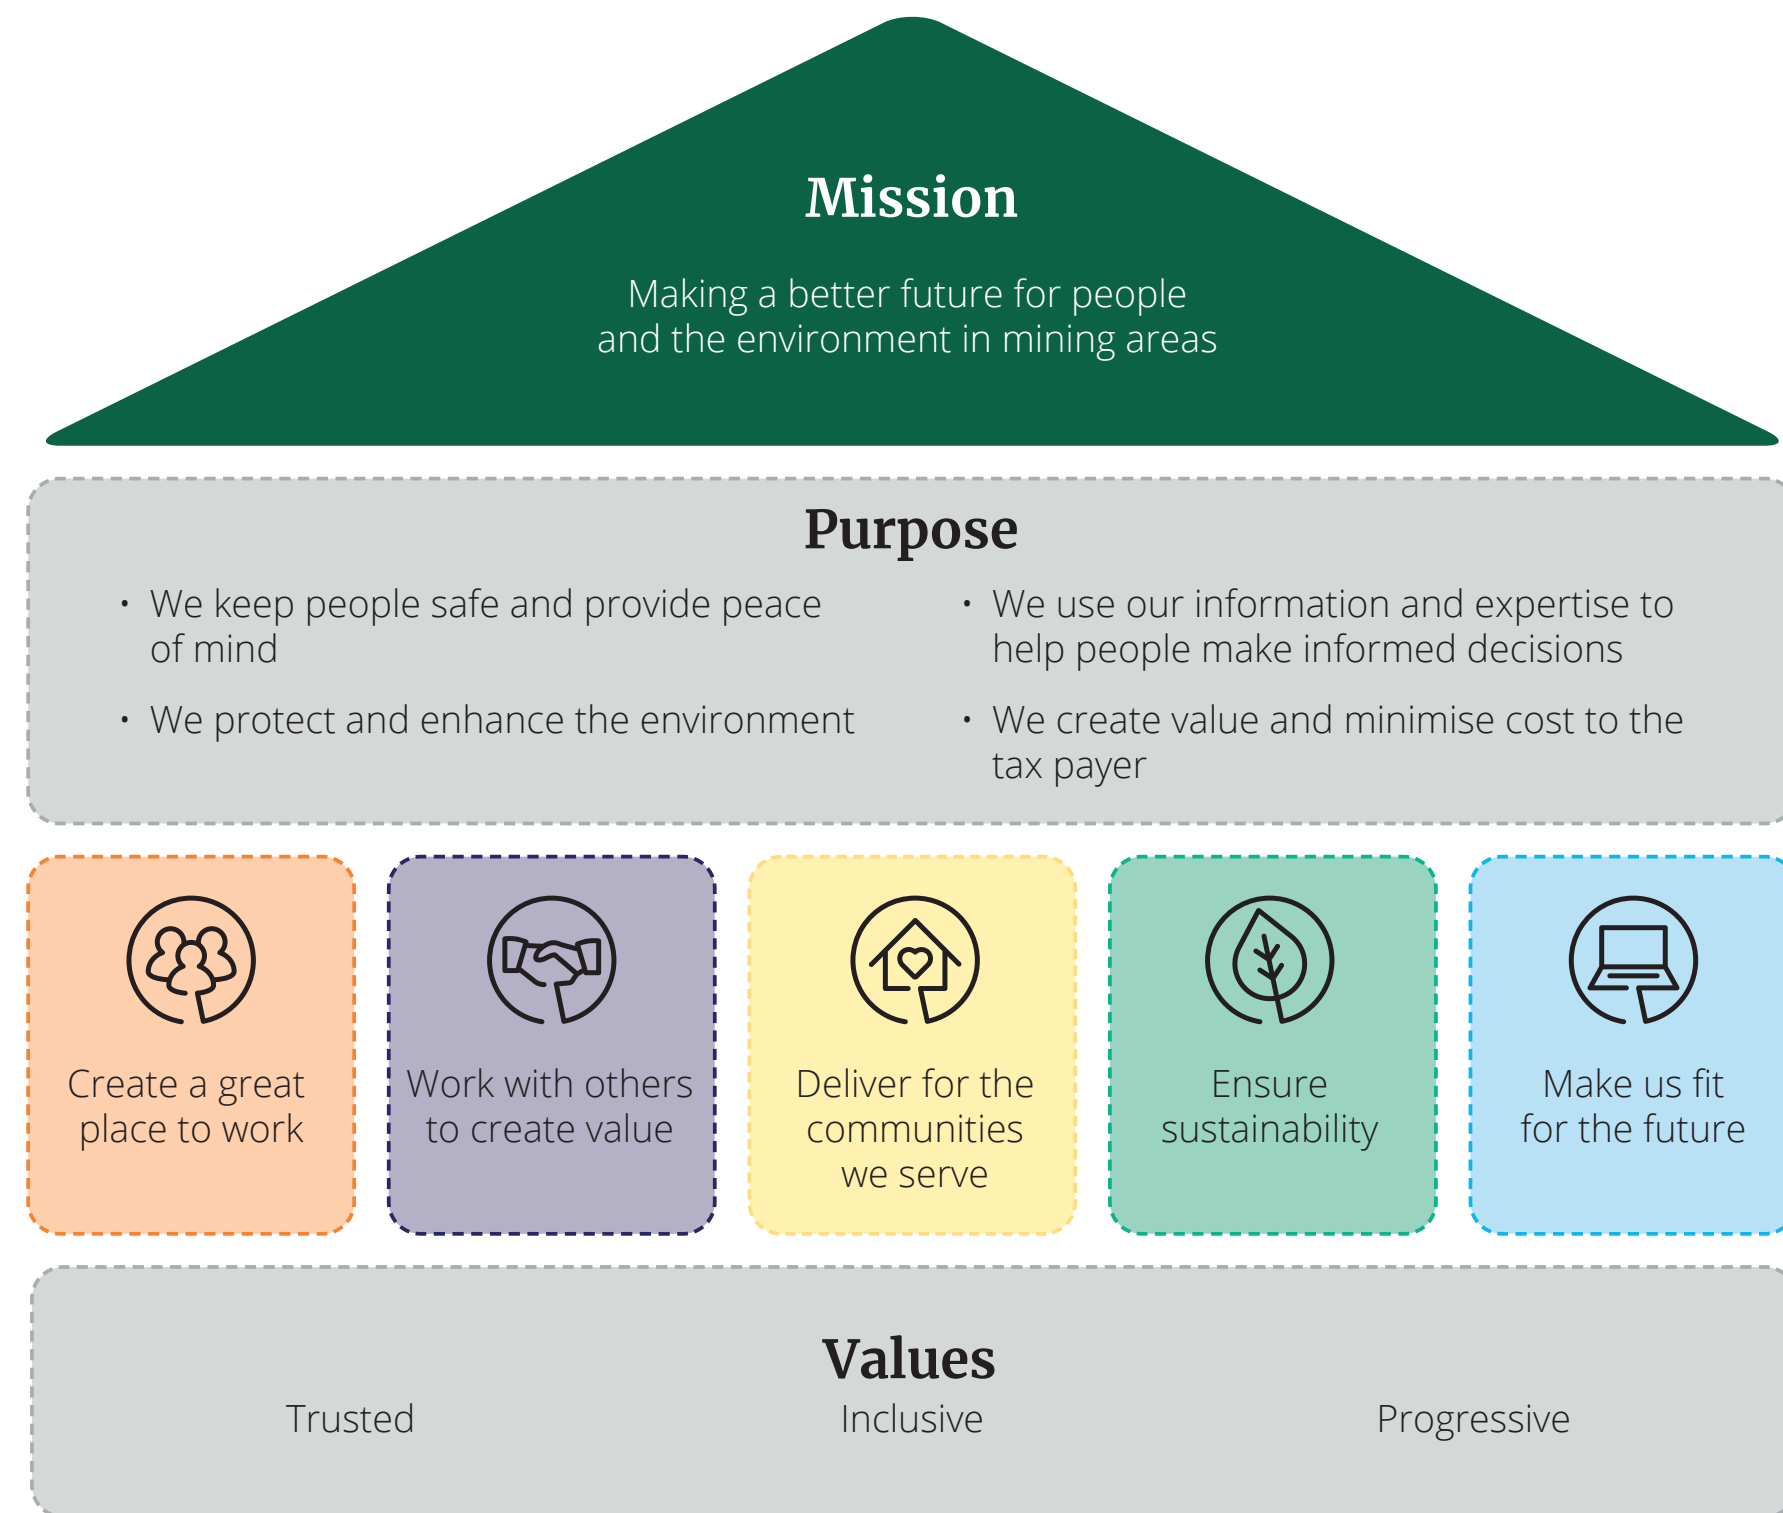 Mission
Making a better future for people
and the environment in mining areas
Purpose
• We keep people safe and provide peace
of mind
• We protect and enhance the environment
• We use our information and expertise to
help people make informed decisions
• We create value and minimise cost to the
tax payer
Create a great
place to work
Work with others
to create value
Deliver for the
communities
we serve
Ensure
sustainability
Make us fit
for the future
Values
Trusted
Inclusive
Progressive